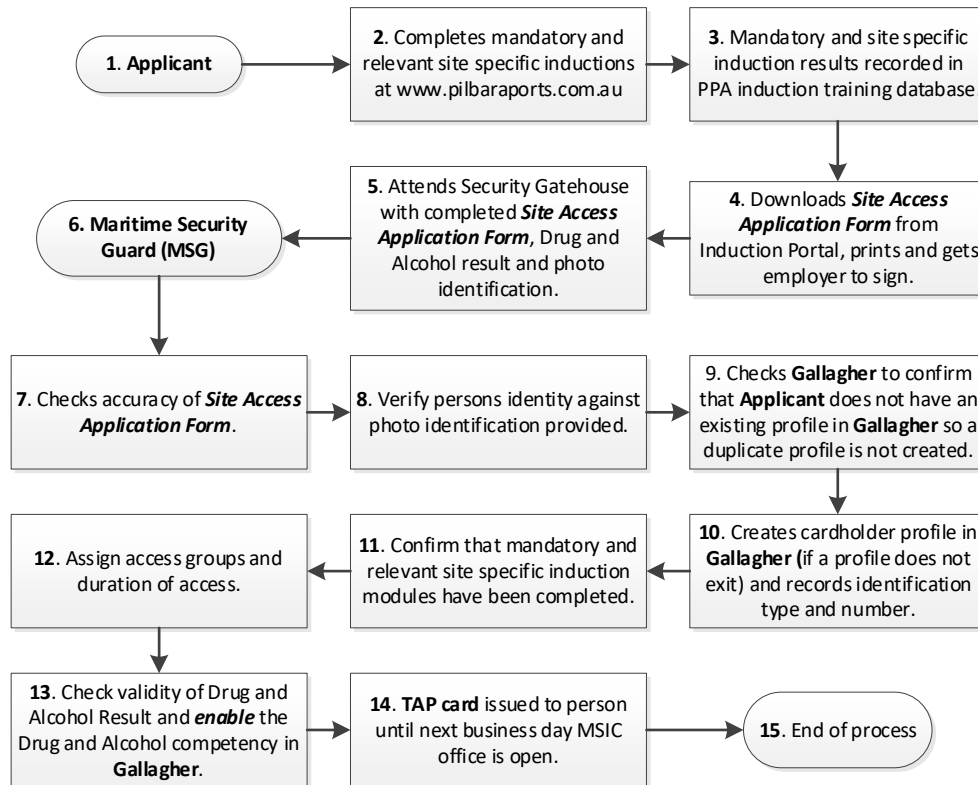 1. Applicant
2. Completes mandatory and
relevant site specific inductions
at www.pilbaraports.com.au
3. Mandatory and site specific
induction results recorded in
PPA induction training database.
4. Downloads Site Access
Application Form from
Induction Portal, prints and gets
employer to sign.
5. Attends Security Gatehouse
with completed Site Access
Application Form, Drug and
Alcohol result and photo
identification.
6. Maritime Security
Guard (MSG)
7. Checks accuracy of Site Access
Application Form.
8. Verify persons identity against
photo identification provided.
9. Checks Gallagher to confirm
that Applicant does not have an
existing profile in Gallagher so a
duplicate profile is not created.
10. Creates cardholder profile in
Gallagher (if a profile does not
exit) and records identification
type and number.
11. Confirm that mandatory and
relevant site specific induction
modules have been completed.
12. Assign access groups and
duration of access.
13. Check validity of Drug and
Alcohol Result and enable the
Drug and Alcohol competency in
Gallagher.
14. TAP card issued to person
until next business day MSIC
office is open.
15. End of process